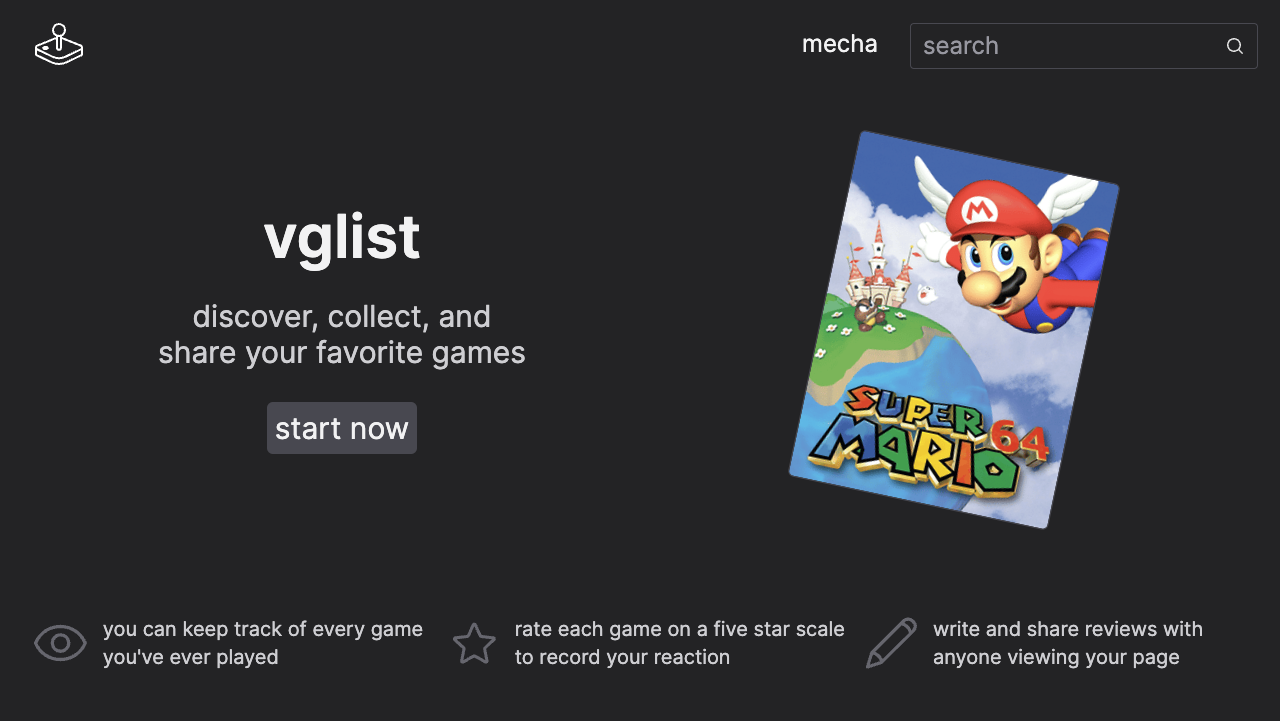 mecha
search
vglist
discover, collect, and
share your favorite games
start now
M
SUPER
MARIO 64
you can keep track of every game
you've ever played
rate each game on a five star scale
to record your reaction
write and share reviews with
anyone viewing your page